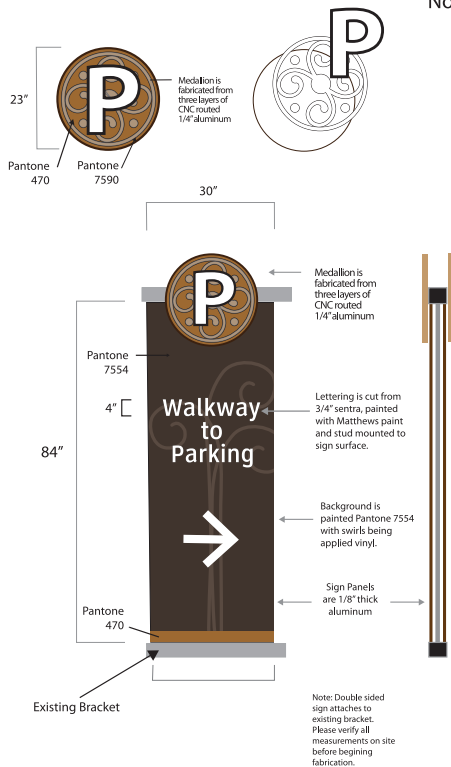 No
P
23"
P
Medallion is
fabricated from
three layers of
CNC routed
1/4" aluminum
Pantone
470
Pantone
7590
30"
P
Medallion is
fabricated from
three layers of
CNC routed
1/4" aluminum
Pantone
7554
4"
Walkway
to
Parking
Lettering is cut from
3/4" sentra, painted
with Matthews paint
and stud mounted to
sign surface.
84"
Background is
painted Pantone 7554
with swirls being
applied vinyl.
Sign Panels
are 1/8" thick
aluminum
Pantone
470
Existing Bracket
Note: Double sided
sign attaches to
existing bracket.
Please verify all
measurements on site
before begining
fabrication.